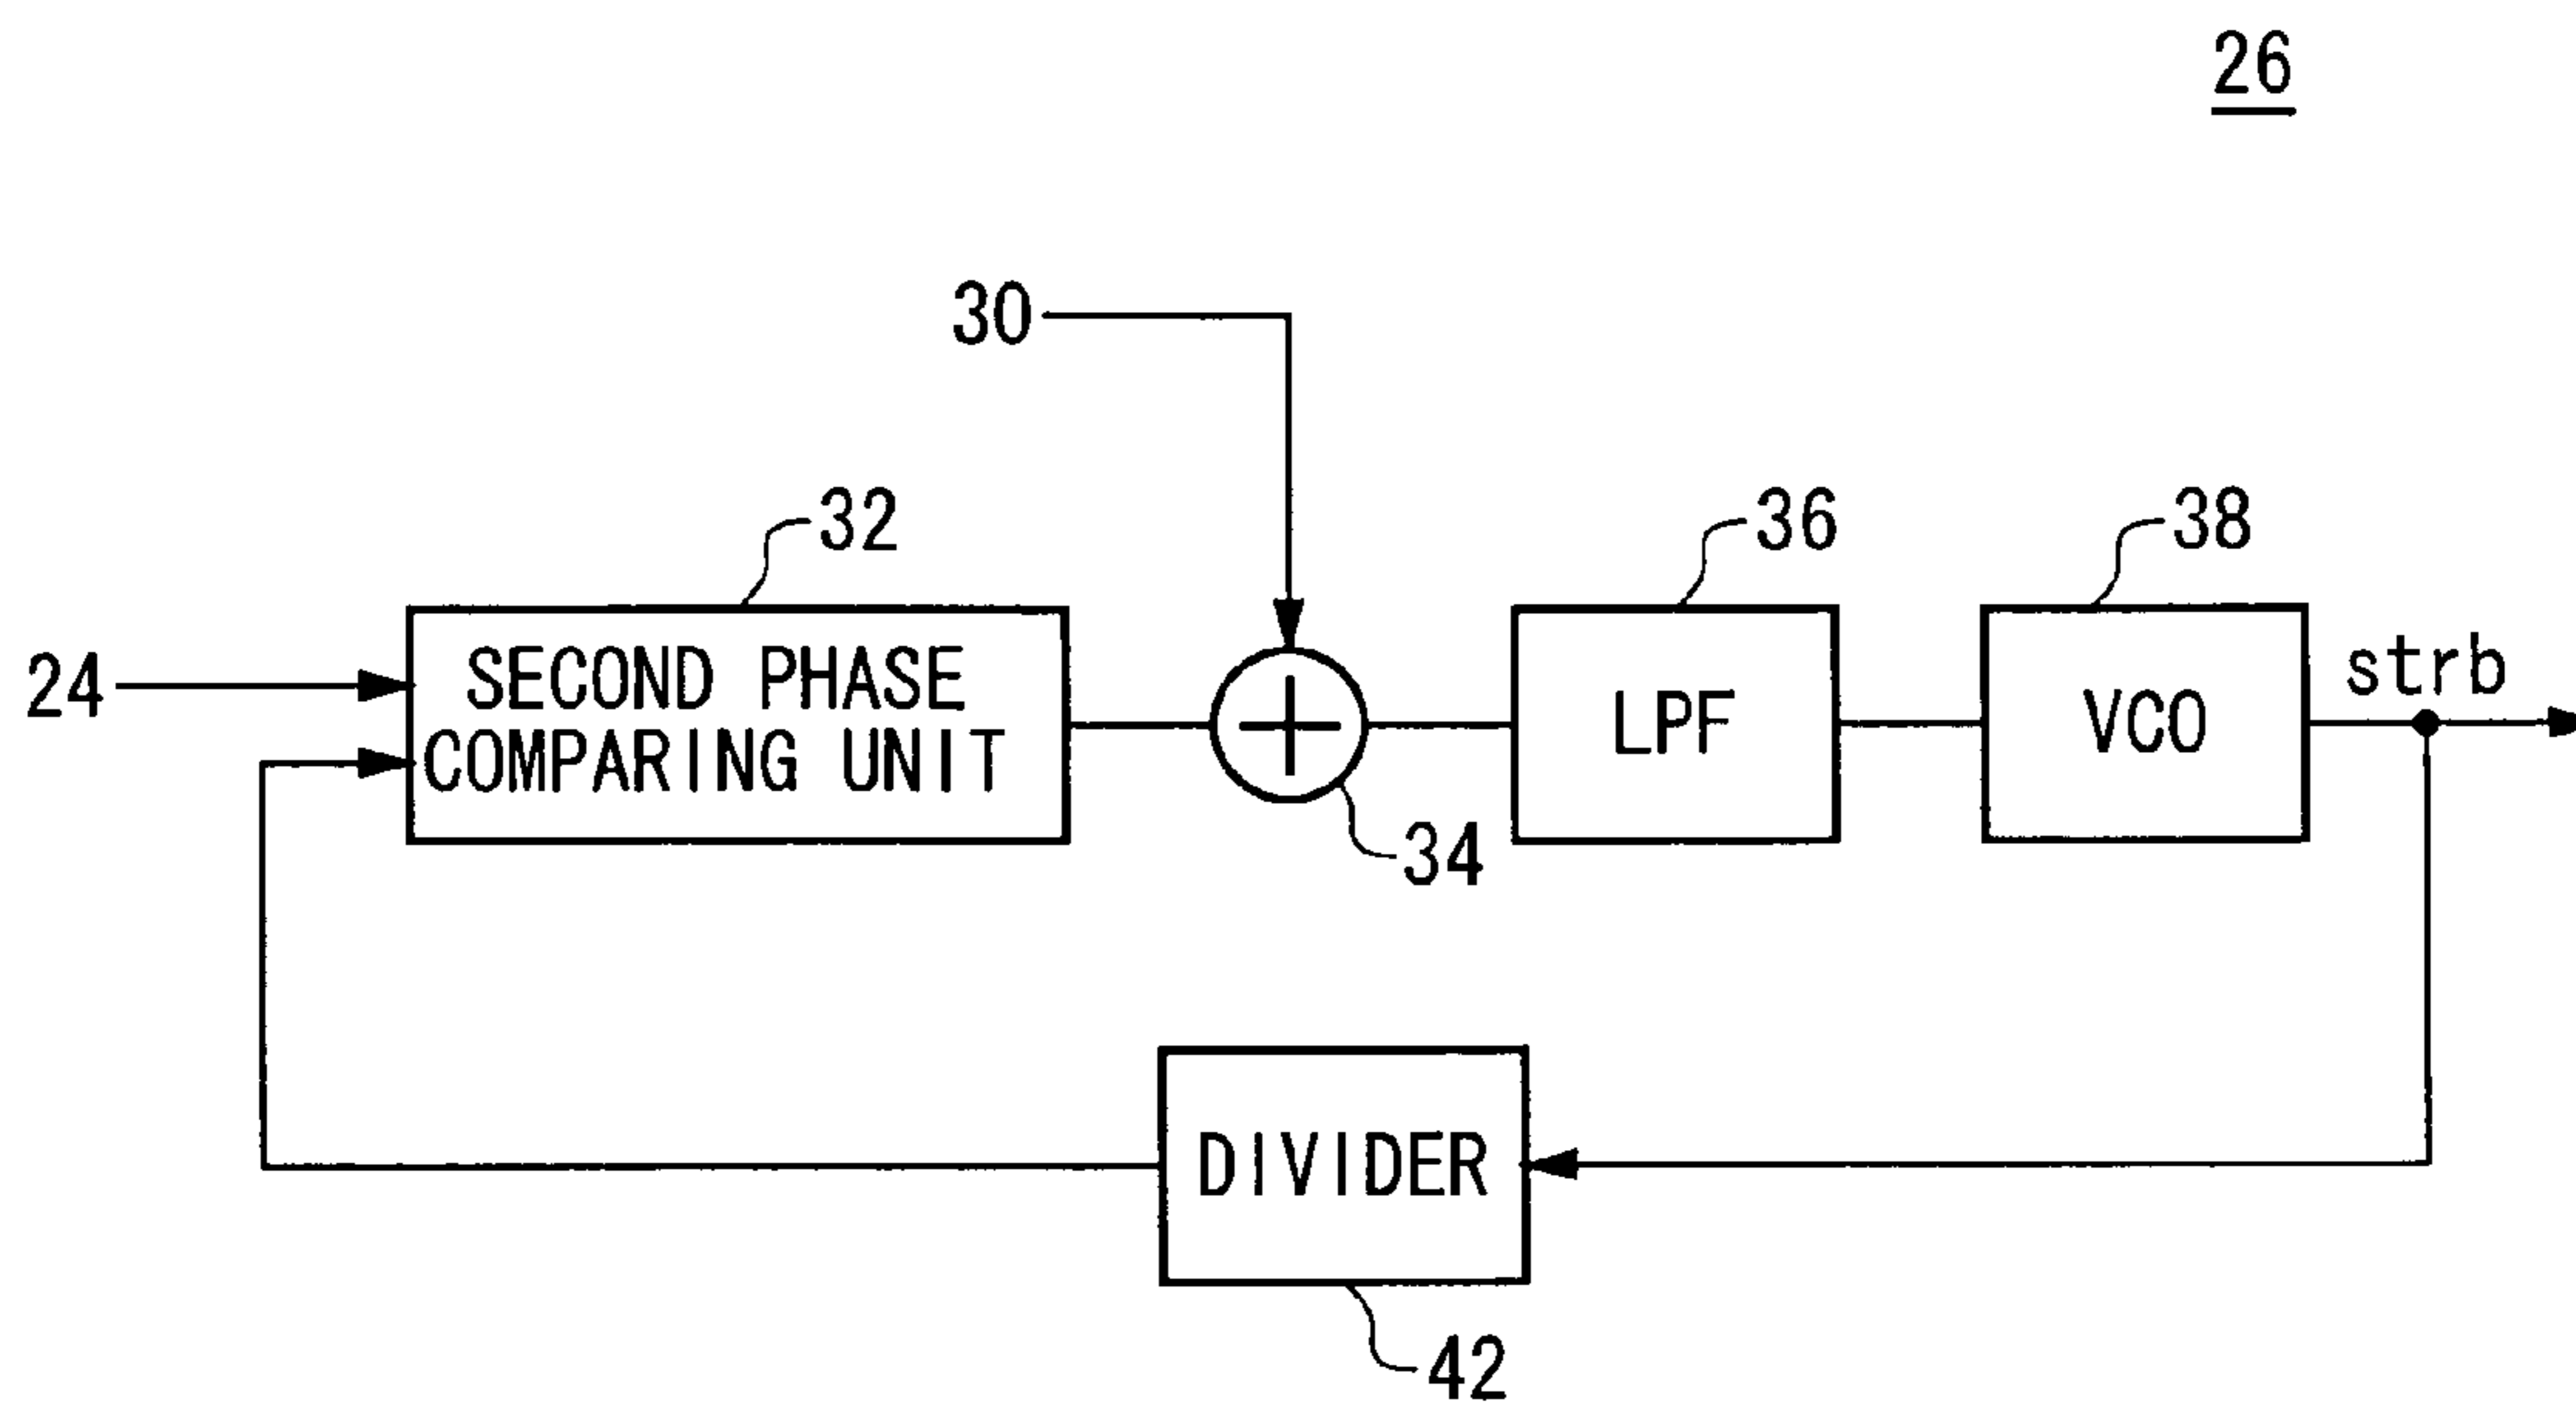 26
30
32
36
38
24
SECOND PHASE
COMPARING UNIT
LPF
VCO
strb
34
DIVIDER
42